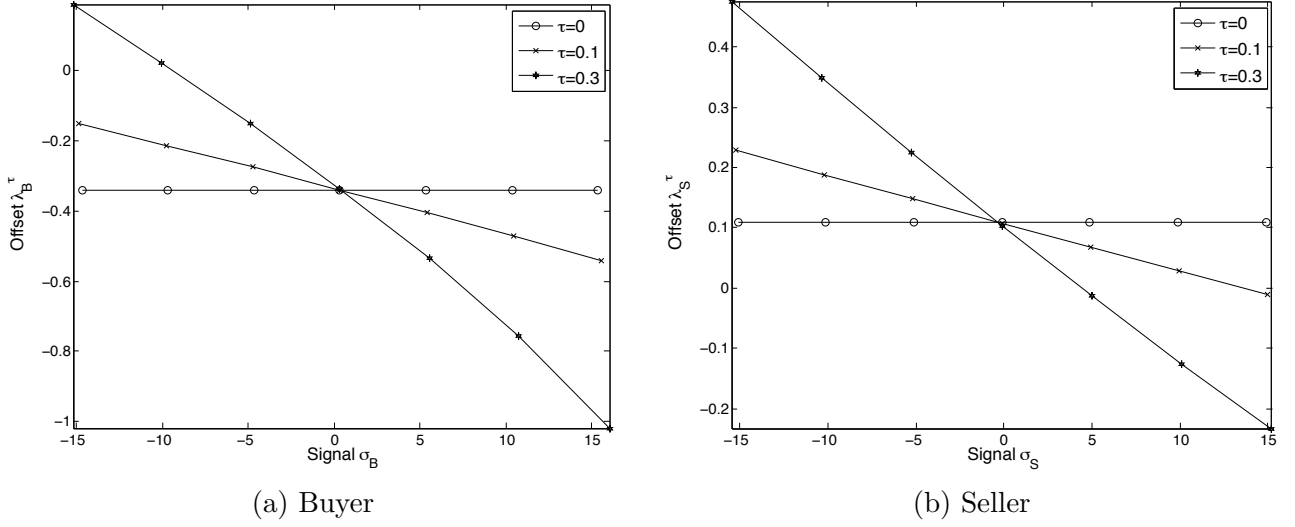 τ=0
τ=0.1
τ=0.3
0
−0.2
−0.4
−0.6
−0.8
−1
Offset λ_B^τ
−15 −10 −5 0 5 10 15
Signal σ_B
(a) Buyer
τ=0
τ=0.1
τ=0.3
0.4
0.3
0.2
0.1
0
−0.1
−0.2
Offset λ_S^τ
−15 −10 −5 0 5 10 15
Signal σ_S
(b) Seller